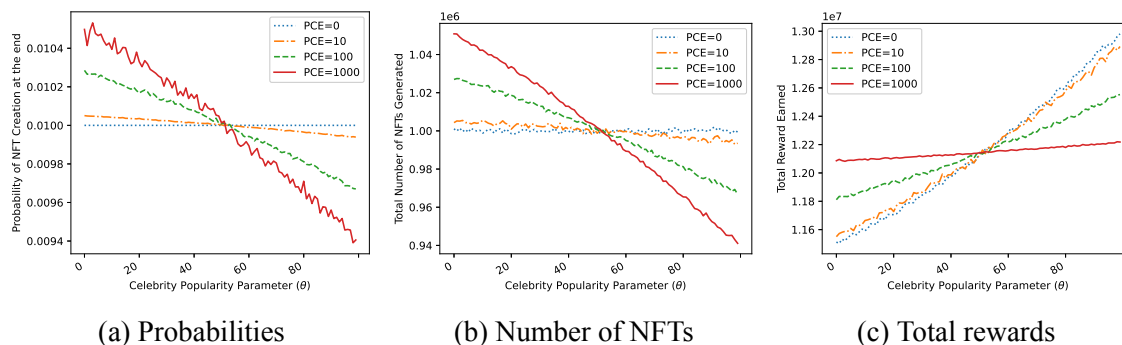 Probability of NFT Creation at the end
0.0105
0.0104
0.0102
0.0100
0.0098
0.0096
0.0094
0
20
40
60
80
Celebrity Popularity Parameter (θ)
PCE=0
PCE=10
PCE=100
PCE=1000
(a) Probabilities
1e6
Total Number of NFTs Generated
1.04
1.02
1.00
0.98
0.96
0.94
0
20
40
60
80
Celebrity Popularity Parameter (θ)
PCE=0
PCE=10
PCE=100
PCE=1000
(b) Number of NFTs
1e7
Total Reward Earned
1.30
1.28
1.26
1.24
1.22
1.20
1.18
1.16
0
20
40
60
80
Celebrity Popularity Parameter (θ)
PCE=0
PCE=10
PCE=100
PCE=1000
(c) Total rewards